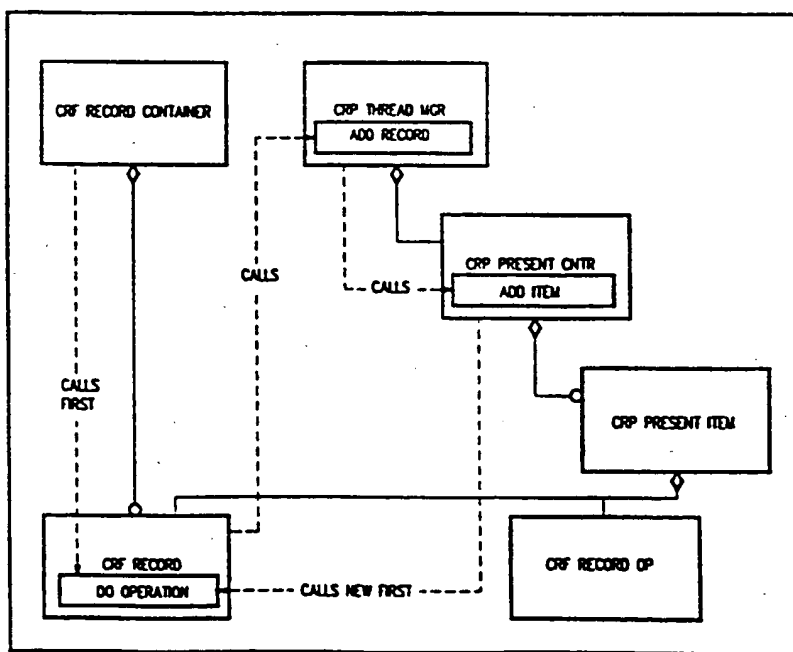 CRF RECORD CONTAINER
CRP THREAD MGR
ADD RECORD
CRP PRESENT CNTR
ADD ITEM
CALLS
CALLS
CALLS
FIRST
CRP PRESENT ITEM
CRF RECORD
DO OPERATION
CALLS NEW FIRST
CRF RECORD OP